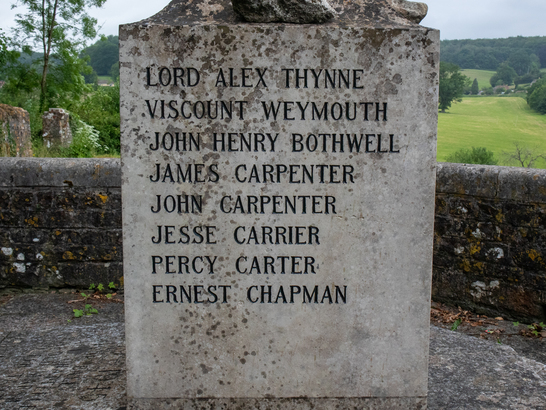 LORD ALEX THYNNE
VISCOUNT WEYMOUTH
JOHN HENRY BOTHWELL
JAMES CARPENTER
JOHN CARPENTER
JESSE CARRIER
PERCY CARTER
ERNEST CHAPMAN